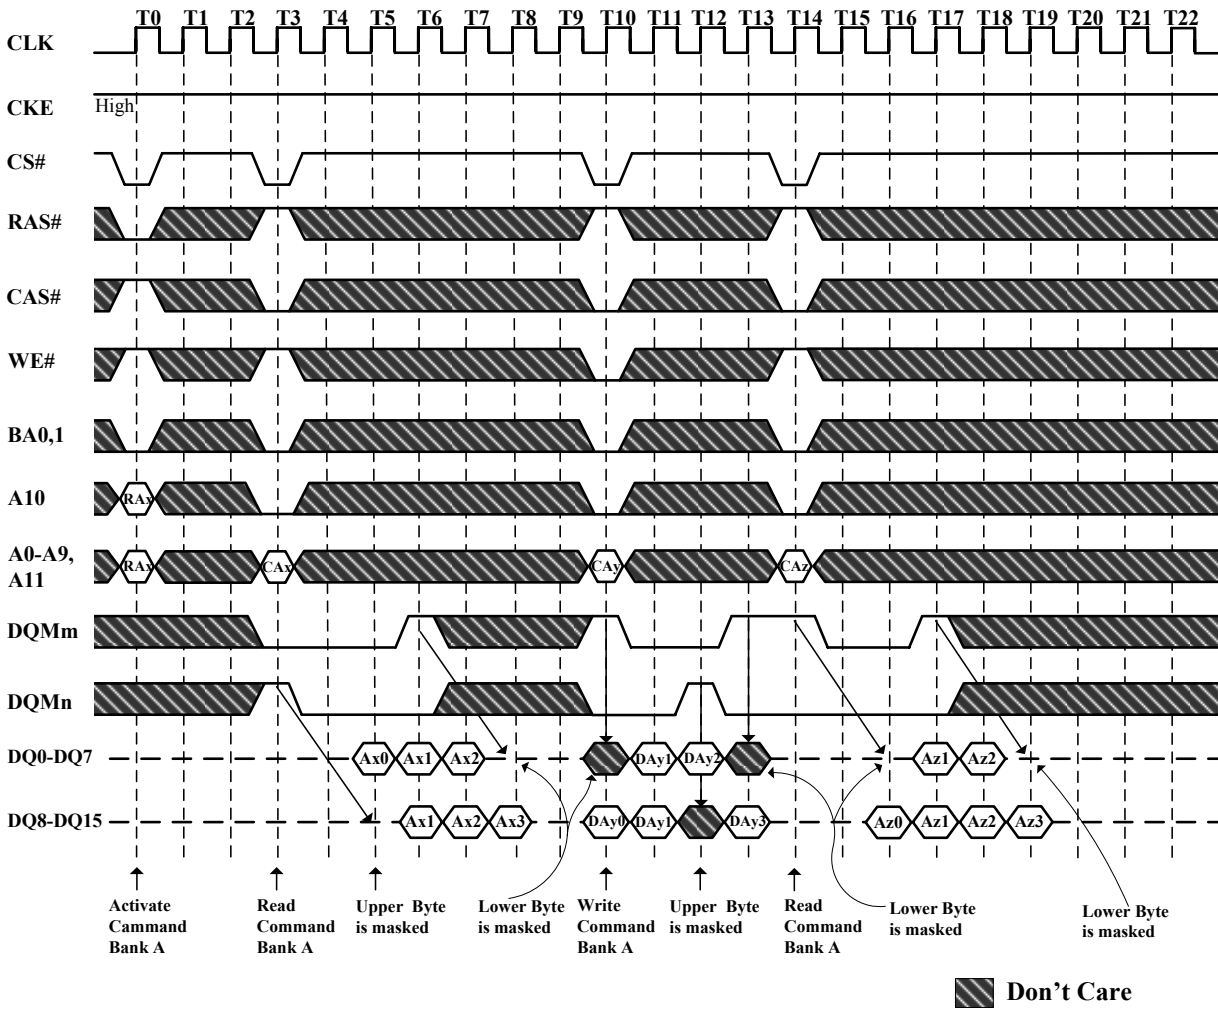 T0 T1 T2 T3 T4 T5 T6 T7 T8 T9 T10 T11 T12 T13 T14 T15 T16 T17 T18 T19 T20 T21 T22
CLK
CKE
High
CS#
RAS#
CAS#
WE#
BA0,1
A10
RAx
A0-A9,
A11
RAx CAx CAy CAz
DQMm
DQMn
DQ0-DQ7
Ax0 Ax1 Ax2 DAy1 DAy2 Az1 Az2
DQ8-DQ15
Ax1 Ax2 Ax3 DAy0 DAy1 DAy3 Az0 Az1 Az2 Az3
Activate
Cammand
Bank A
Read
Command
Bank A
Upper Byte
is masked
Lower Byte
is masked
Write
Command
Bank A
Upper Byte
is masked
Read
Command
Bank A
Lower Byte
is masked
Lower Byte
is masked
Don't Care